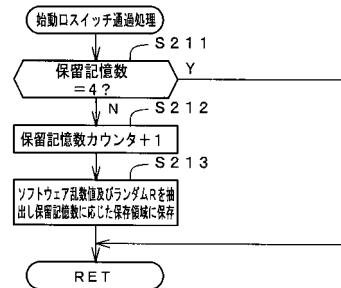 始動口スイッチ通過処理
S211
保留記憶数
=4?
Y
N
S212
保留記憶数カウンタ+1
S213
ソフトウェア乱数値及びランダムRを抽
出し保留記憶数に応じた保存領域に保存
RET